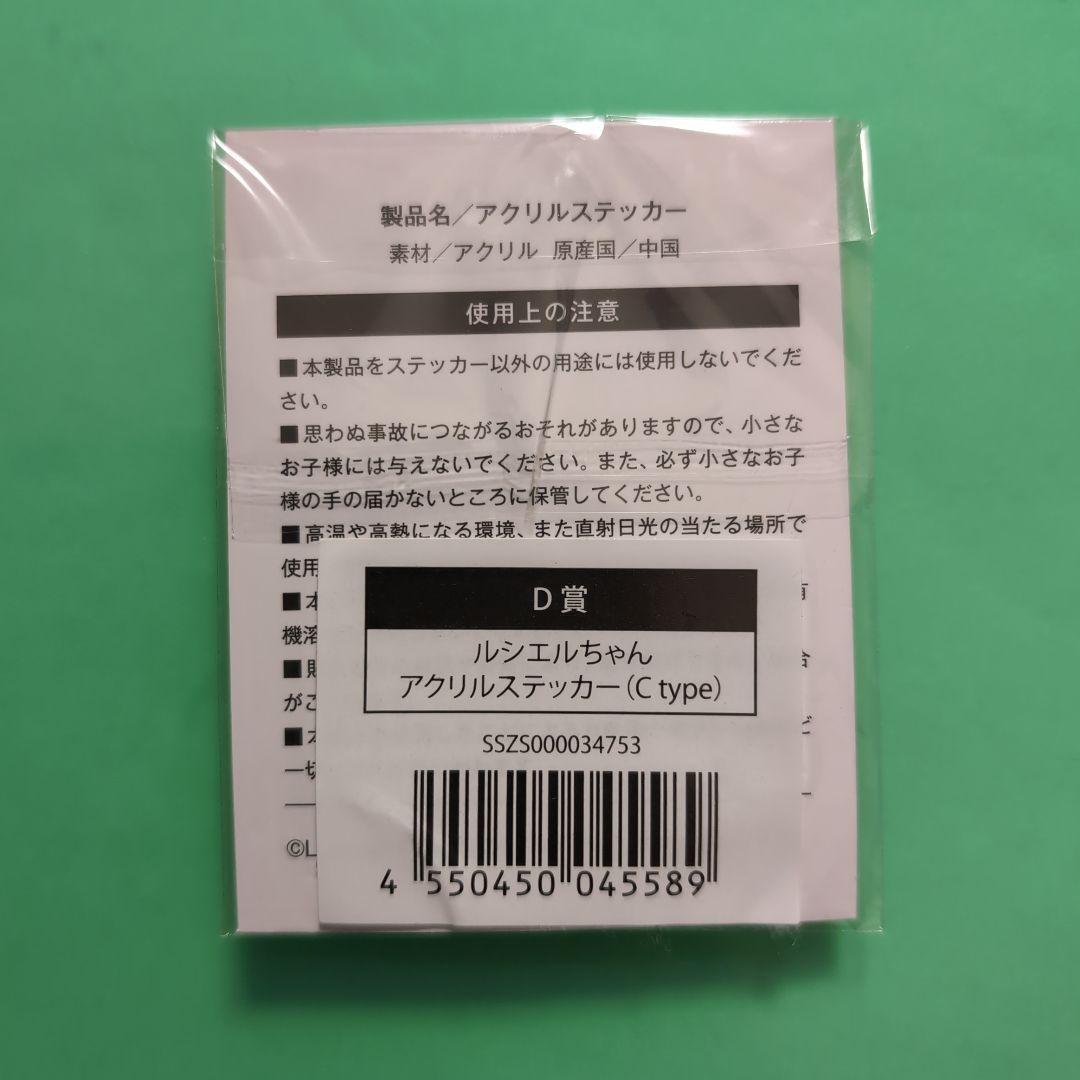 製品名／アクリルステッカー
素材／アクリル 原産国／中国
使用上の注意
■本製品をステッカー以外の用途には使用しないでくだ
さい。
■思わぬ事故につながるおそれがありますので、小さな
お子様には与えないでください。また、必ず小さなお子
様の手の届かないところに保管してください。
■高温や高熱になる環境、また直射日光の当たる場所で
使用
■本
機溶
■
がご
■
一切
©L
D賞
ルシエルちゃん
アクリルステッカー（C type）
SSZS000034753
4 550450 045589